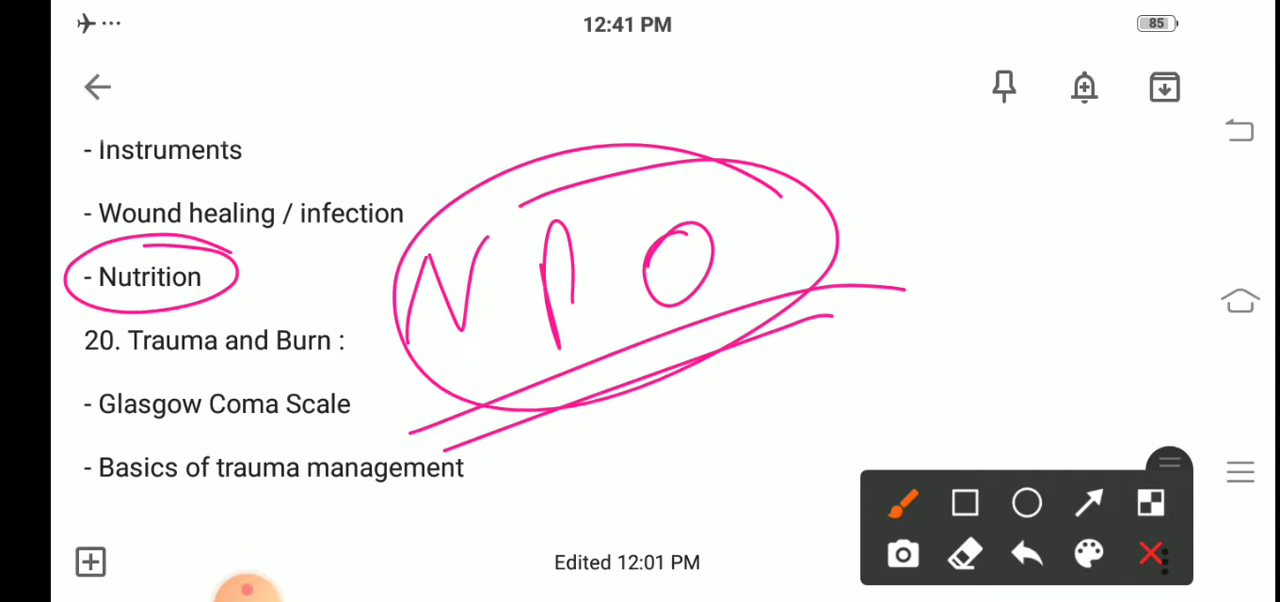 12:41 PM
85
- Instruments
- Wound healing / infection
- Nutrition
NPO
20. Trauma and Burn :
- Glasgow Coma Scale
- Basics of trauma management
Edited 12:01 PM